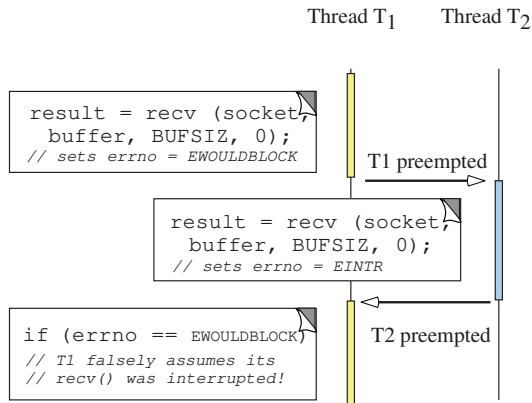 Thread T1 Thread T2
result = recv (socket,
buffer, BUFSIZ, 0);
// sets errno = EWOULDBLOCK
T1 preempted
result = recv (socket,
buffer, BUFSIZ, 0);
// sets errno = EINTR
T2 preempted
if (errno == EWOULDBLOCK)
// T1 falsely assumes its
// recv() was interrupted!